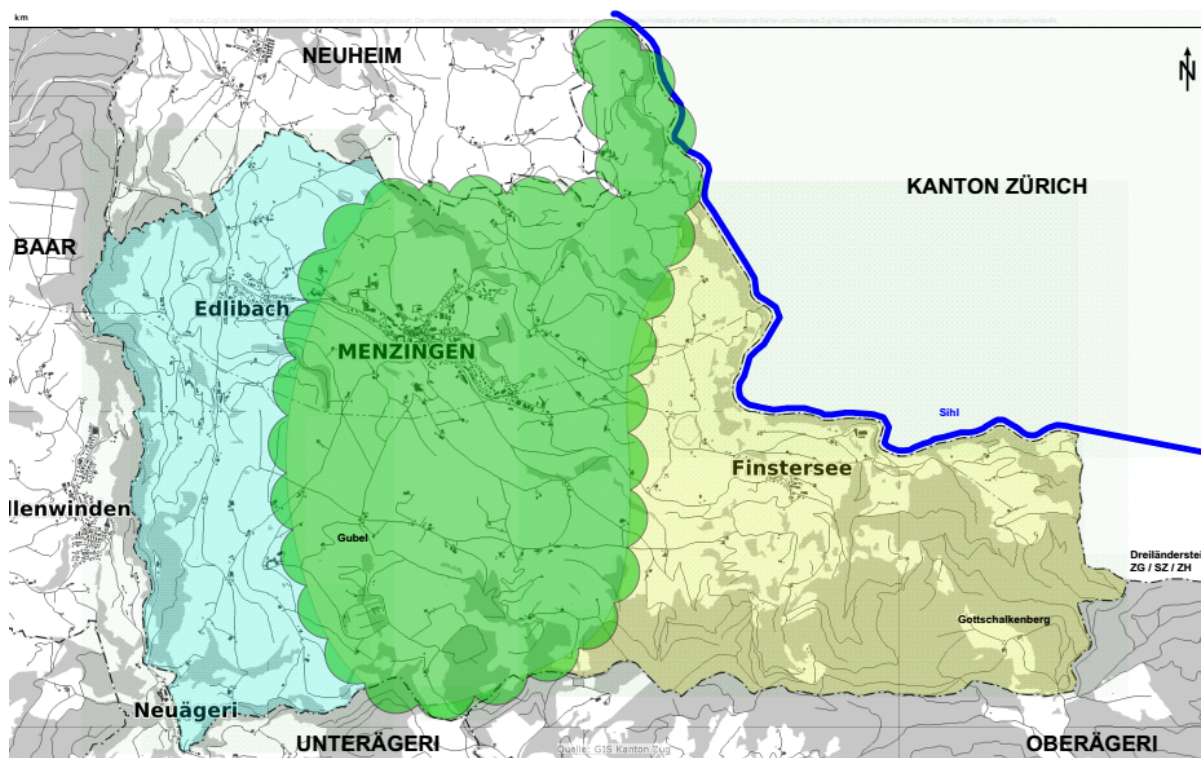 km
NEUHEIM
N
KANTON ZÜRICH
BAAR
Edlibach
MENZINGEN
Sihl
Finstersee
llenwinden
Gubel
Dreiländerstei
ZG / SZ / ZH
Gottschalkenberg
Neuägeri
UNTERÄGERI
Quelle: GIS Kanton Zug
OBERÄGERI